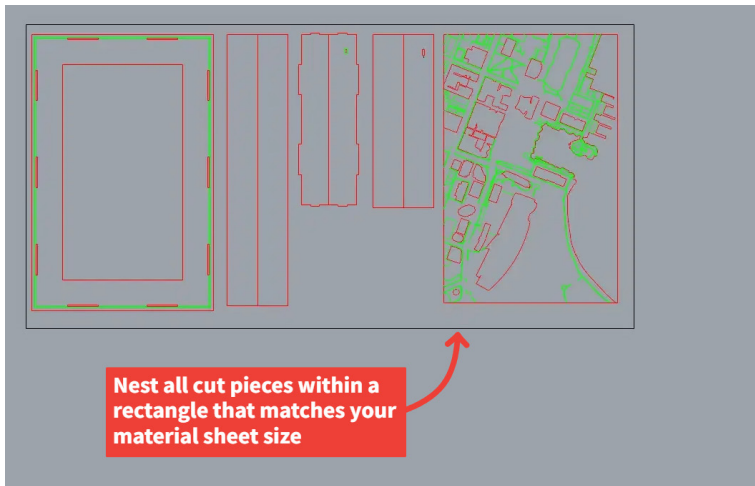 Nest all cut pieces within a
rectangle that matches your
material sheet size